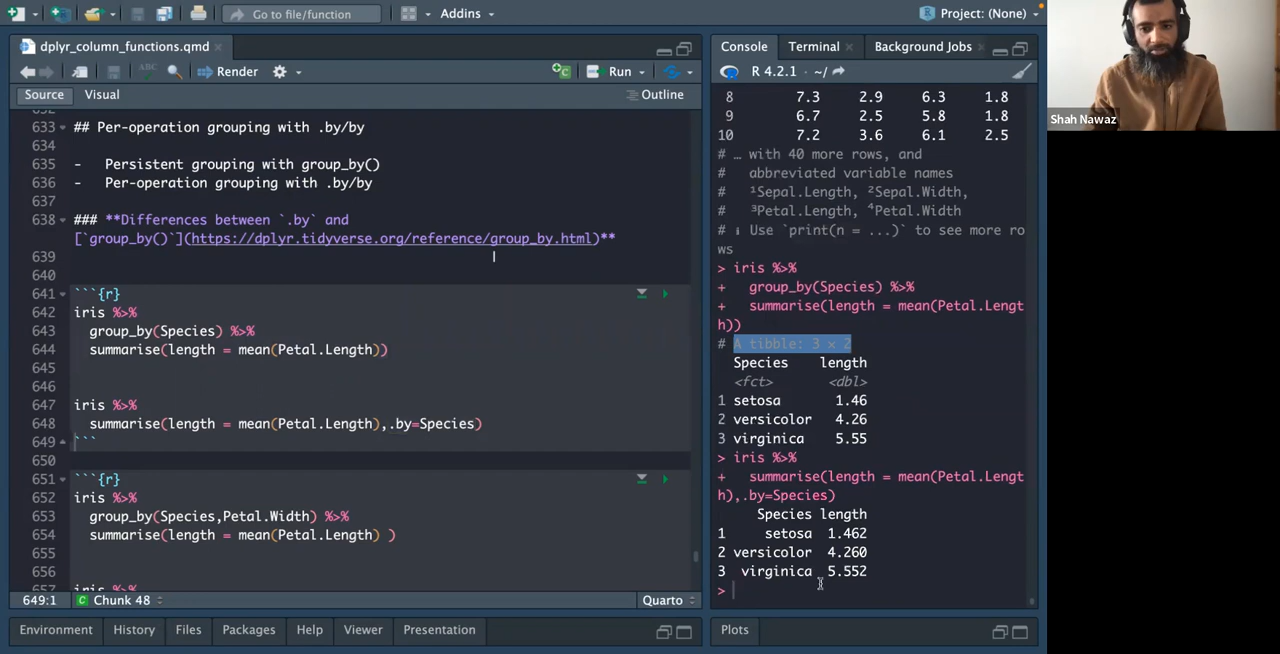 Go to file/function
Addins
Project: (None)
dplyr_column_functions.qmd
ABC
Render
Run
Source
Visual
Outline
633 ## Per-operation grouping with .by/by
634
635 - Persistent grouping with group_by()
636 - Per-operation grouping with .by/by
637
638 ### **Differences between `.by` and
[`group_by()`](https://dplyr.tidyverse.org/reference/group_by.html)**
639
640
641 ```{r}
642 iris %>%
643 group_by(Species) %>%
644 summarise(length = mean(Petal.Length))
645
646
647 iris %>%
648 summarise(length = mean(Petal.Length),.by=Species)
649 ```
650
651 ```{r}
652 iris %>%
653 group_by(Species,Petal.Width) %>%
654 summarise(length = mean(Petal.Length) )
655
656
657 iris %>%
649:1
C Chunk 48
Quarto
Environment
History
Files
Packages
Help
Viewer
Presentation
Console
Terminal
Background Jobs
R 4.2.1 · ~/
8 7.3 2.9 6.3 1.8
9 6.7 2.5 5.8 1.8
10 7.2 3.6 6.1 2.5
# … with 40 more rows, and
# abbreviated variable names
# ¹Sepal.Length, ²Sepal.Width,
# ³Petal.Length, ⁴Petal.Width
# ℹ Use `print(n = ...)` to see more ro
ws
> iris %>%
+ group_by(Species) %>%
+ summarise(length = mean(Petal.Lengt
h))
# A tibble: 3 × 2
Species length
<fct> <dbl>
1 setosa 1.46
2 versicolor 4.26
3 virginica 5.55
> iris %>%
+ summarise(length = mean(Petal.Lengt
h),.by=Species)
Species length
1 setosa 1.462
2 versicolor 4.260
3 virginica 5.552
>
Plots
Shah Nawaz